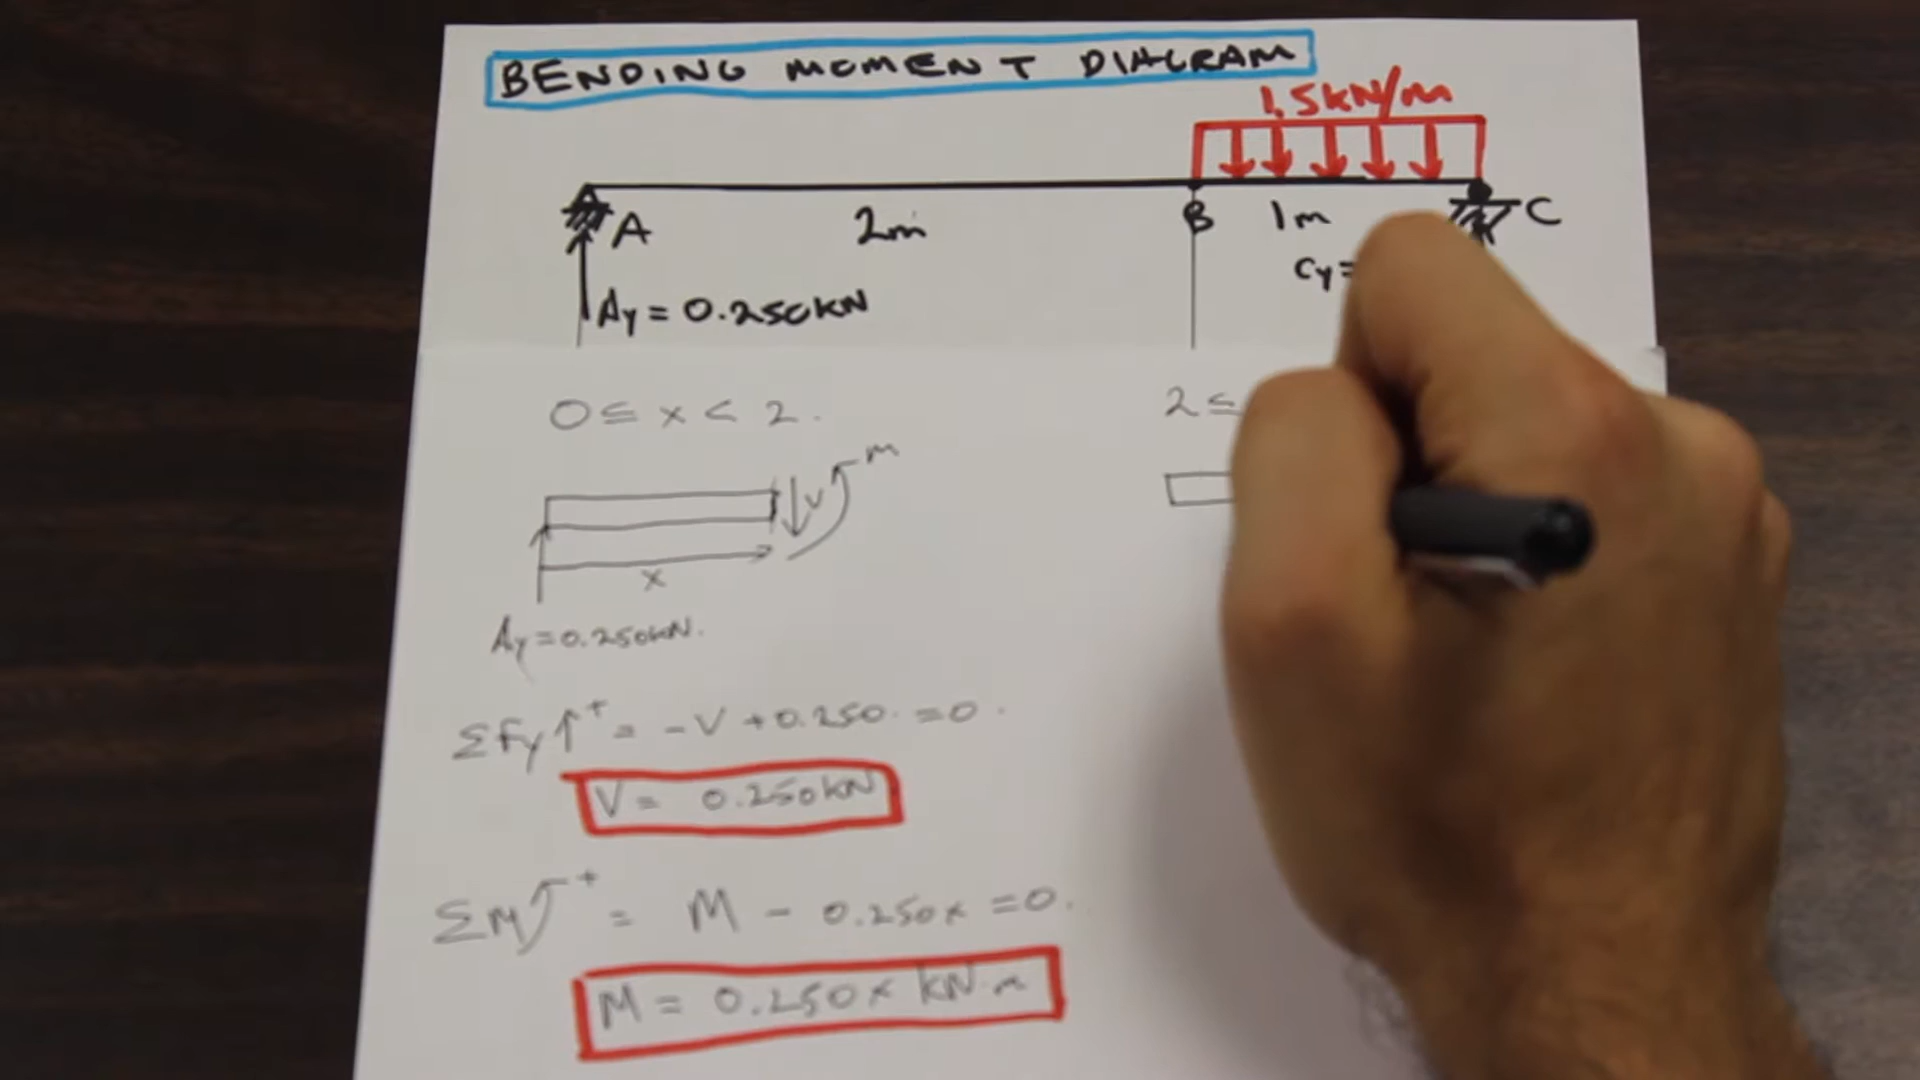 BENDING MOMENT DIAGRAM
1.5kN/m
A 2m B 1m C
Cy=
Ay = 0.250kN
0 ≤ x < 2.
2 ≤
V M
x
Ay=0.250kN.
ΣFy↑+ = -V+0.250.=0.
V= 0.250kN
ΣM+ = M - 0.250x =0.
M = 0.250x kN.m